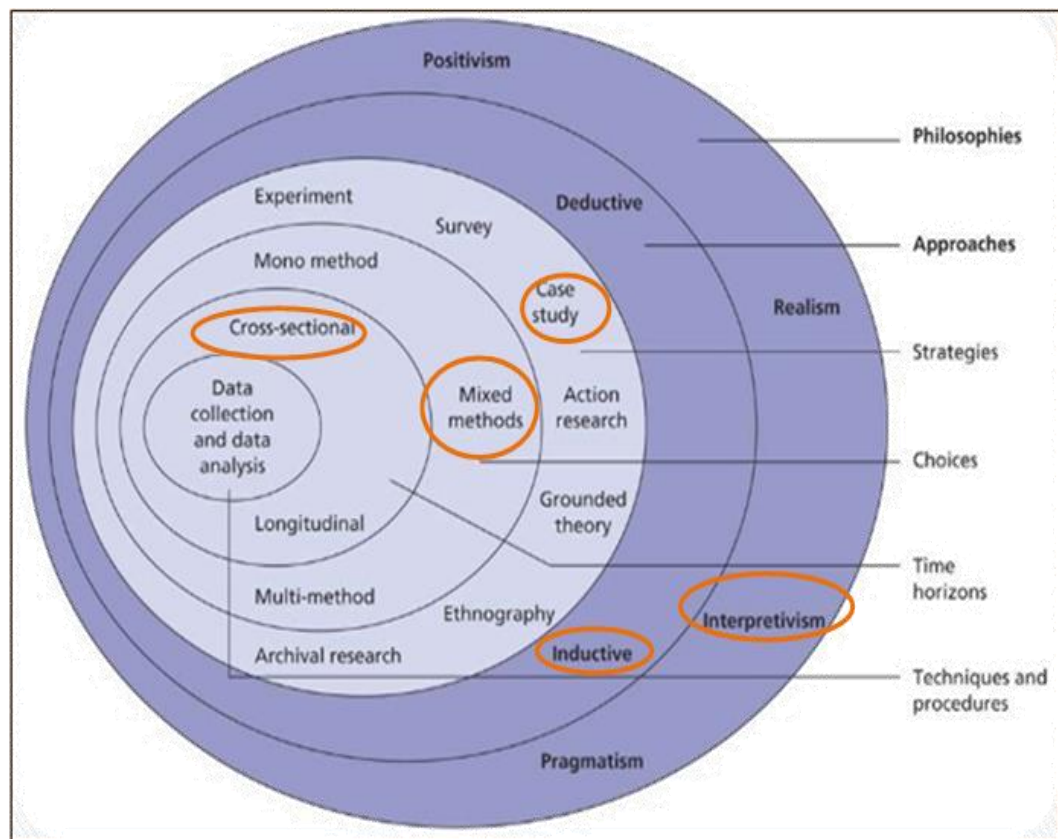 Positivism
Philosophies
Experiment
Deductive
Survey
Approaches
Mono method
Case
study
Realism
Cross-sectional
Strategies
Data
collection
and data
analysis
Mixed
methods
Action
research
Choices
Grounded
theory
Longitudinal
Time
horizons
Multi-method
Ethnography
Interpretivism
Archival research
Inductive
Techniques and
procedures
Pragmatism